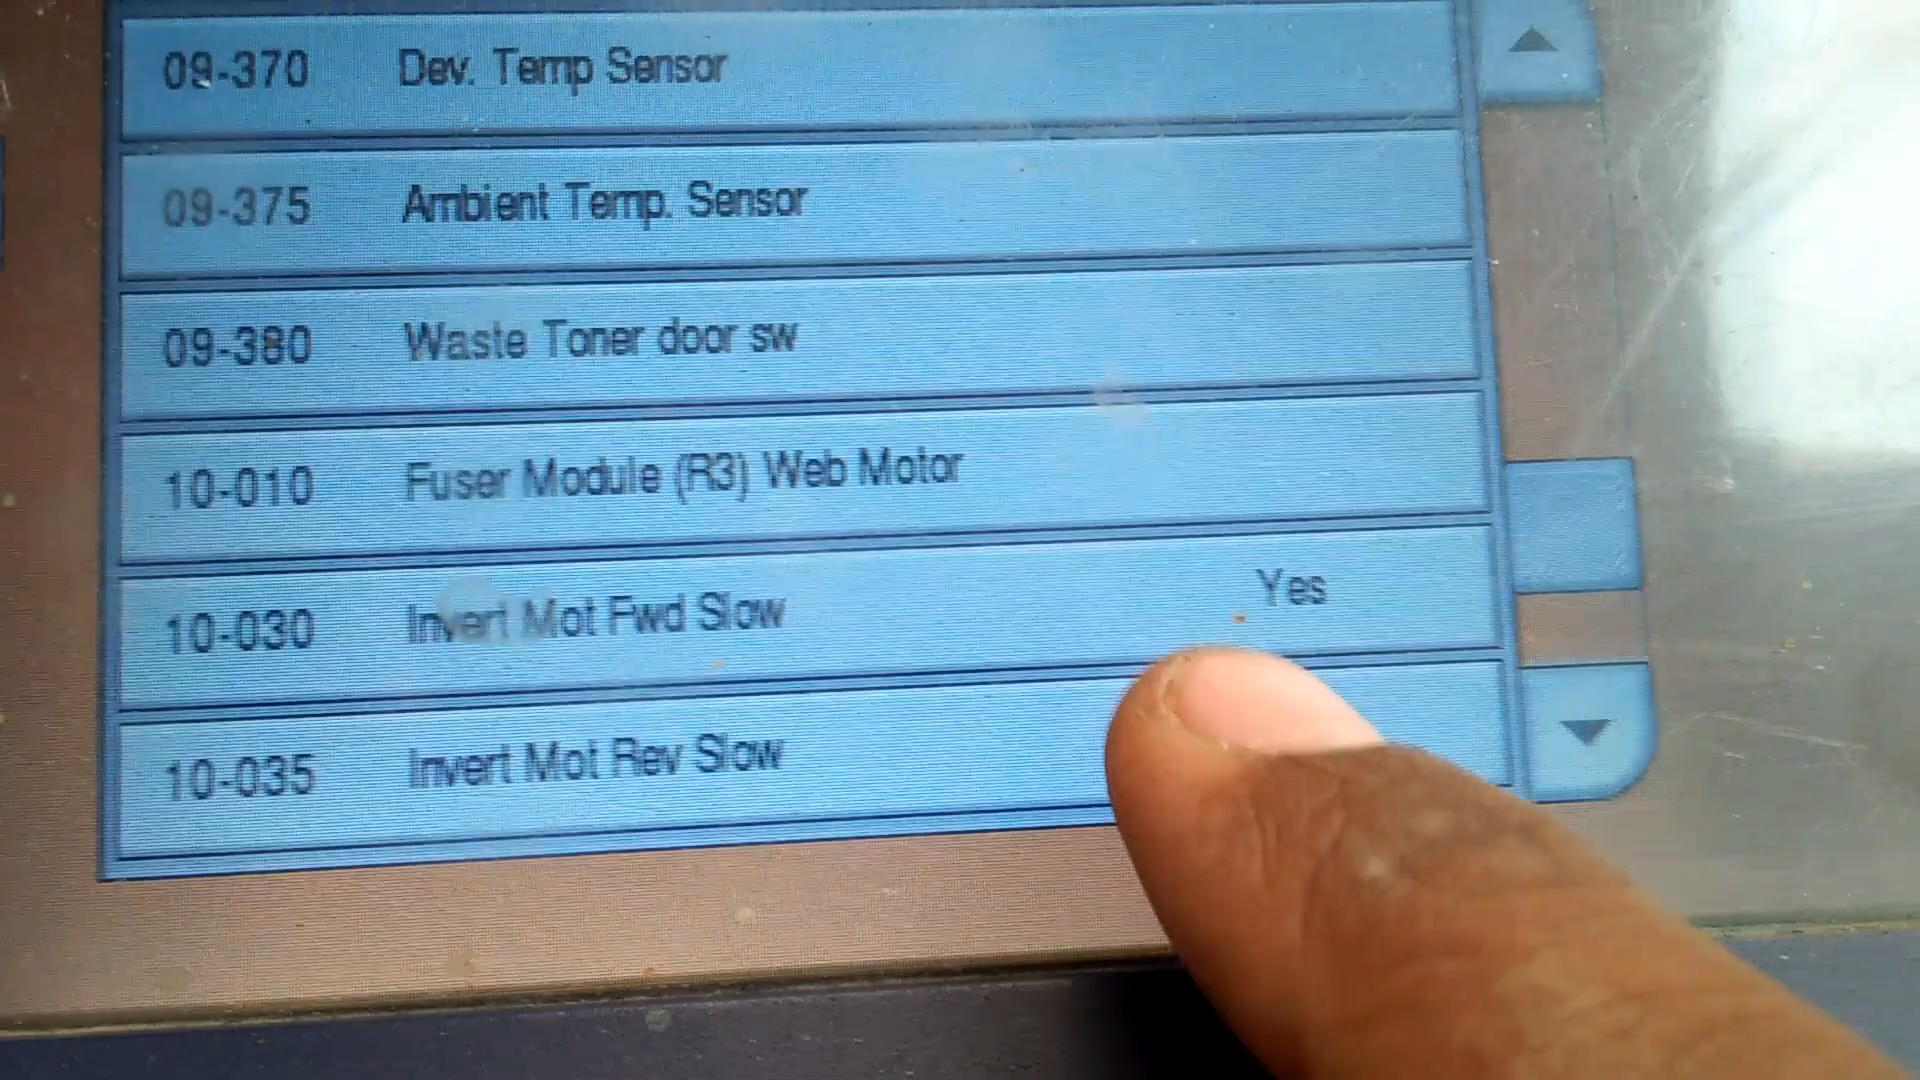 09-370 Dev. Temp Sensor
09-375 Ambient Temp. Sensor
09-380 Waste Toner door sw
10-010 Fuser Module (R3) Web Motor
10-030 Invert Mot Fwd Slow Yes
10-035 Invert Mot Rev Slow